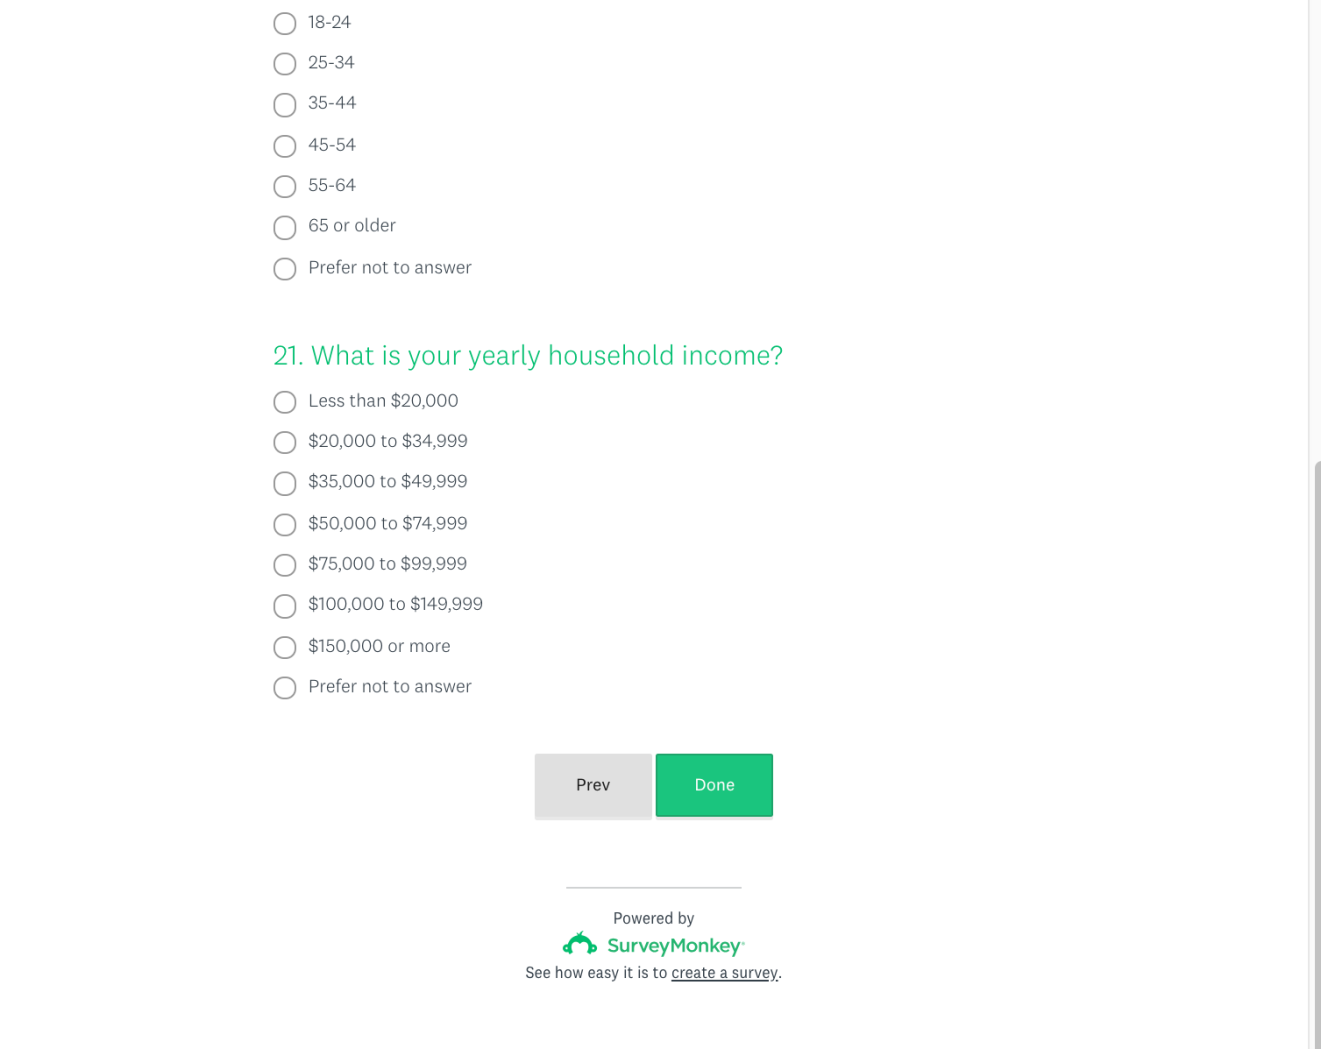 18-24
25-34
35-44
45-54
55-64
65 or older
Prefer not to answer
21. What is your yearly household income?
Less than $20,000
$20,000 to $34,999
$35,000 to $49,999
$50,000 to $74,999
$75,000 to $99,999
$100,000 to $149,999
$150,000 or more
Prefer not to answer
Prev Done
Powered by
SurveyMonkey
See how easy it is to create a survey.